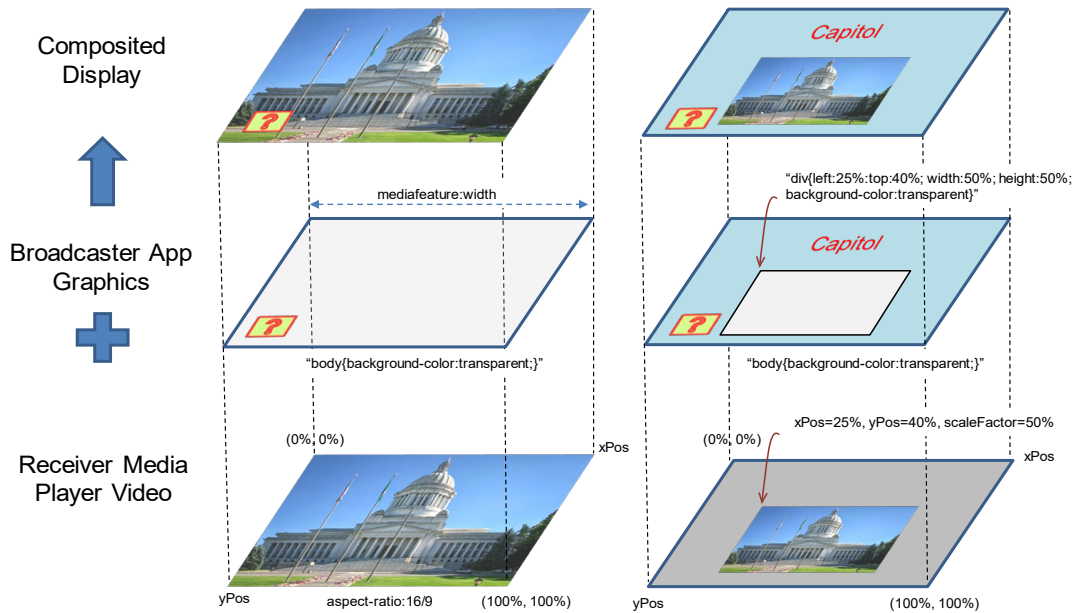 Composited
Display
?
Capitol
?
"div{left:25%:top:40%; width:50%; height:50%;
background-color:transparent}"
mediafeature:width
Broadcaster App
Graphics
?
Capitol
?
"body{background-color:transparent;}"
"body{background-color:transparent;}"
xPos=25%, yPos=40%, scaleFactor=50%
(0%, 0%)
xPos
(0%, 0%)
xPos
Receiver Media
Player Video
yPos
aspect-ratio:16/9
(100%, 100%)
yPos
(100%, 100%)